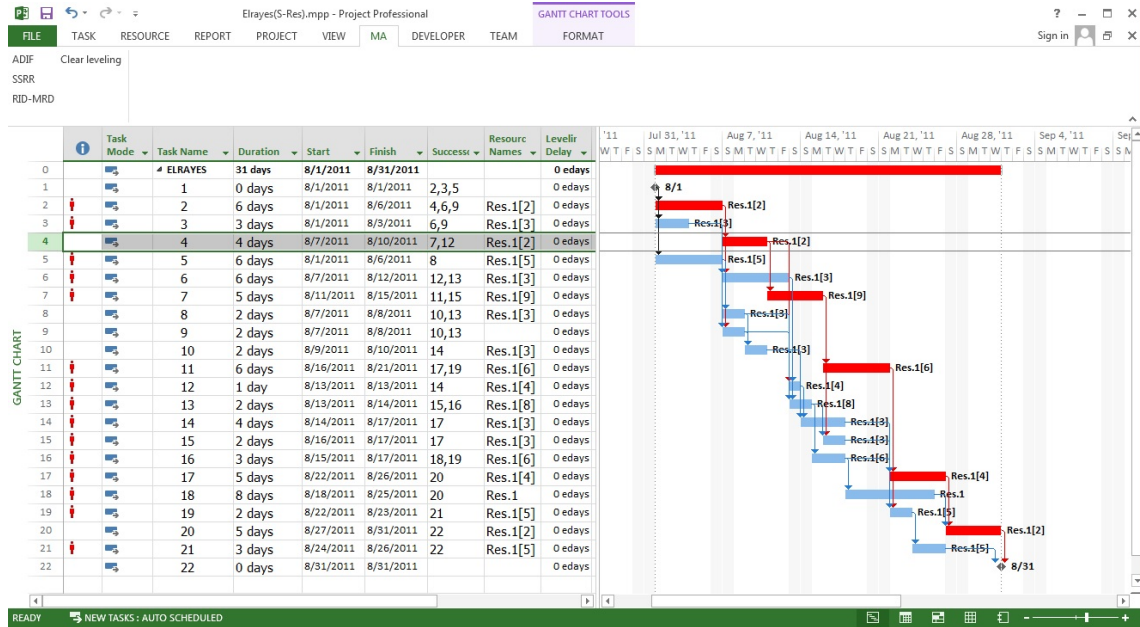 Elrayes(S-Res).mpp - Project Professional
GANTT CHART TOOLS
?
FILE TASK RESOURCE REPORT PROJECT VIEW MA DEVELOPER TEAM FORMAT
Sign in
ADIF Clear leveling
SSRR
RID-MRD
Task Mode Task Name Duration Start Finish Successo Resourc Names Levelir Delay
'11 Jul 31, '11 Aug 7, '11 Aug 14, '11 Aug 21, '11 Aug 28, '11 Sep 4, '11 Sep
W T F S S M T W T F S S M T W T F S S M T W T F S S M T W T F S S M T W T F S S M T W T F S S M
0 ELRAYES 31 days 8/1/2011 8/31/2011 0 edays
1 1 0 days 8/1/2011 8/1/2011 2,3,5 0 edays 8/1
2 2 6 days 8/1/2011 8/6/2011 4,6,9 Res.1[2] 0 edays Res.1[2]
3 3 3 days 8/1/2011 8/3/2011 6,9 Res.1[3] 0 edays Res.1[3]
4 4 4 days 8/7/2011 8/10/2011 7,12 Res.1[2] 0 edays Res.1[2]
5 5 6 days 8/1/2011 8/6/2011 8 Res.1[5] 0 edays Res.1[5]
6 6 6 days 8/7/2011 8/12/2011 12,13 Res.1[3] 0 edays Res.1[3]
7 7 5 days 8/11/2011 8/15/2011 11,15 Res.1[9] 0 edays Res.1[9]
8 8 2 days 8/7/2011 8/8/2011 10,13 Res.1[3] 0 edays Res.1[3]
9 9 2 days 8/7/2011 8/8/2011 10,13 0 edays
10 10 2 days 8/9/2011 8/10/2011 14 Res.1[3] 0 edays Res.1[3]
11 11 6 days 8/16/2011 8/21/2011 17,19 Res.1[6] 0 edays Res.1[6]
12 12 1 day 8/13/2011 8/13/2011 14 Res.1[4] 0 edays Res.1[4]
13 13 2 days 8/13/2011 8/14/2011 15,16 Res.1[8] 0 edays Res.1[8]
14 14 4 days 8/14/2011 8/17/2011 17 Res.1[3] 0 edays Res.1[3]
15 15 2 days 8/16/2011 8/17/2011 17 Res.1[3] 0 edays Res.1[3]
16 16 3 days 8/15/2011 8/17/2011 18,19 Res.1[6] 0 edays Res.1[6]
17 17 5 days 8/22/2011 8/26/2011 20 Res.1[4] 0 edays Res.1[4]
18 18 8 days 8/18/2011 8/25/2011 20 Res.1 0 edays Res.1
19 19 2 days 8/22/2011 8/23/2011 21 Res.1[5] 0 edays Res.1[5]
20 20 5 days 8/27/2011 8/31/2011 22 Res.1[2] 0 edays Res.1[2]
21 21 3 days 8/24/2011 8/26/2011 22 Res.1[5] 0 edays Res.1[5]
22 22 0 days 8/31/2011 8/31/2011 0 edays 8/31
GANTT CHART
READY NEW TASKS : AUTO SCHEDULED